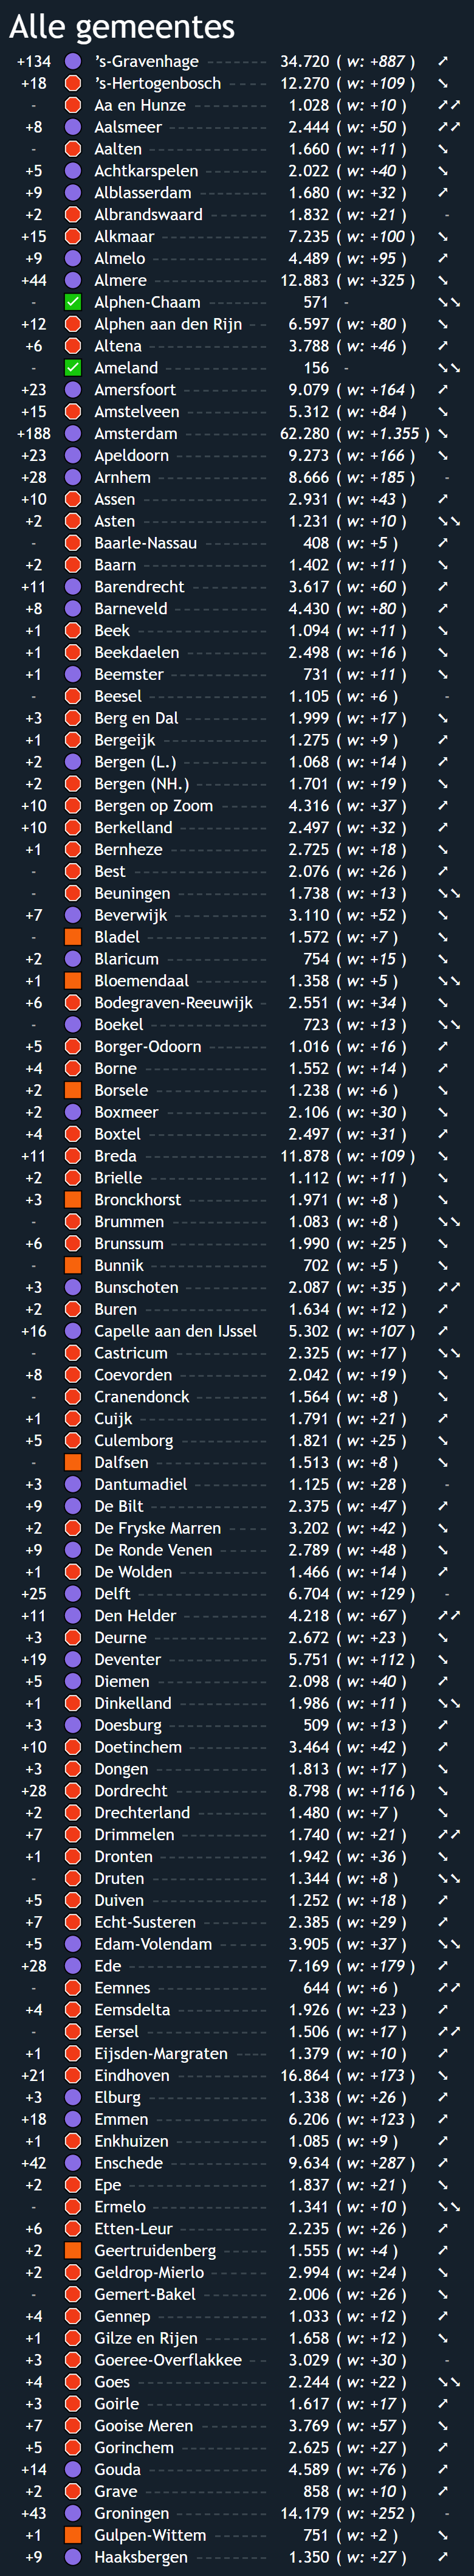 Alle gemeentes
+134 ’s-Gravenhage 34.720 ( w: +887 )
+18 ’s-Hertogenbosch 12.270 ( w: +109 )
- Aa en Hunze 1.028 ( w: +10 )
+8 Aalsmeer 2.444 ( w: +50 )
- Aalten 1.660 ( w: +11 )
+5 Achtkarspelen 2.022 ( w: +40 )
+9 Alblasserdam 1.680 ( w: +32 )
+2 Albrandswaard 1.832 ( w: +21 ) -
+15 Alkmaar 7.235 ( w: +100 )
+9 Almelo 4.489 ( w: +95 )
+44 Almere 12.883 ( w: +325 )
- Alphen-Chaam 571 -
+12 Alphen aan den Rijn 6.597 ( w: +80 )
+6 Altena 3.788 ( w: +46 )
- Ameland 156 -
+23 Amersfoort 9.079 ( w: +164 )
+15 Amstelveen 5.312 ( w: +84 )
+188 Amsterdam 62.280 ( w: +1.355 )
+23 Apeldoorn 9.273 ( w: +166 )
+28 Arnhem 8.666 ( w: +185 ) -
+10 Assen 2.931 ( w: +43 )
+2 Asten 1.231 ( w: +10 )
- Baarle-Nassau 408 ( w: +5 )
+2 Baarn 1.402 ( w: +11 )
+11 Barendrecht 3.617 ( w: +60 )
+8 Barneveld 4.430 ( w: +80 )
+1 Beek 1.094 ( w: +11 )
+1 Beekdaelen 2.498 ( w: +16 )
+1 Beemster 731 ( w: +11 )
- Beesel 1.105 ( w: +6 ) -
+3 Berg en Dal 1.999 ( w: +17 )
+1 Bergeijk 1.275 ( w: +9 )
+2 Bergen (L.) 1.068 ( w: +14 )
+2 Bergen (NH.) 1.701 ( w: +19 )
+10 Bergen op Zoom 4.316 ( w: +37 )
+10 Berkelland 2.497 ( w: +32 )
+1 Bernheze 2.725 ( w: +18 )
- Best 2.076 ( w: +26 )
- Beuningen 1.738 ( w: +13 )
+7 Beverwijk 3.110 ( w: +52 )
- Bladel 1.572 ( w: +7 )
+2 Blaricum 754 ( w: +15 )
+1 Bloemendaal 1.358 ( w: +5 )
+6 Bodegraven-Reeuwijk 2.551 ( w: +34 )
- Boekel 723 ( w: +13 )
+5 Borger-Odoorn 1.016 ( w: +16 )
+4 Borne 1.552 ( w: +14 )
+2 Borsele 1.238 ( w: +6 )
+2 Boxmeer 2.106 ( w: +30 )
+4 Boxtel 2.497 ( w: +31 )
+11 Breda 11.878 ( w: +109 )
+2 Brielle 1.112 ( w: +11 )
+3 Bronckhorst 1.971 ( w: +8 )
- Brummen 1.083 ( w: +8 )
+6 Brunssum 1.990 ( w: +25 )
- Bunnik 702 ( w: +5 )
+3 Bunschoten 2.087 ( w: +35 )
+2 Buren 1.634 ( w: +12 )
+16 Capelle aan den IJssel 5.302 ( w: +107 )
- Castricum 2.325 ( w: +17 )
+8 Coevorden 2.042 ( w: +19 )
- Cranendonck 1.564 ( w: +8 )
+1 Cuijk 1.791 ( w: +21 )
+5 Culemborg 1.821 ( w: +25 )
- Dalfsen 1.513 ( w: +8 )
+3 Dantumadiel 1.125 ( w: +28 ) -
+9 De Bilt 2.375 ( w: +47 )
+2 De Fryske Marren 3.202 ( w: +42 )
+9 De Ronde Venen 2.789 ( w: +48 )
+1 De Wolden 1.466 ( w: +14 )
+25 Delft 6.704 ( w: +129 ) -
+11 Den Helder 4.218 ( w: +67 )
+3 Deurne 2.672 ( w: +23 )
+19 Deventer 5.751 ( w: +112 )
+5 Diemen 2.098 ( w: +40 )
+1 Dinkelland 1.986 ( w: +11 )
+3 Doesburg 509 ( w: +13 )
+10 Doetinchem 3.464 ( w: +42 )
+3 Dongen 1.813 ( w: +17 )
+28 Dordrecht 8.798 ( w: +116 )
+2 Drechterland 1.480 ( w: +7 )
+7 Drimmelen 1.740 ( w: +21 )
+1 Dronten 1.942 ( w: +36 )
- Druten 1.344 ( w: +8 )
+5 Duiven 1.252 ( w: +18 )
+7 Echt-Susteren 2.385 ( w: +29 )
+5 Edam-Volendam 3.905 ( w: +37 )
+28 Ede 7.169 ( w: +179 )
- Eemnes 644 ( w: +6 )
+4 Eemsdelta 1.926 ( w: +23 )
- Eersel 1.506 ( w: +17 )
+1 Eijsden-Margraten 1.379 ( w: +10 )
+21 Eindhoven 16.864 ( w: +173 )
+3 Elburg 1.338 ( w: +26 )
+18 Emmen 6.206 ( w: +123 )
+1 Enkhuizen 1.085 ( w: +9 )
+42 Enschede 9.634 ( w: +287 )
+2 Epe 1.837 ( w: +21 )
- Ermelo 1.341 ( w: +10 )
+6 Etten-Leur 2.235 ( w: +26 )
+2 Geertruidenberg 1.555 ( w: +4 )
+2 Geldrop-Mierlo 2.994 ( w: +24 )
- Gemert-Bakel 2.006 ( w: +26 )
+4 Gennep 1.033 ( w: +12 )
+1 Gilze en Rijen 1.658 ( w: +12 )
+3 Goeree-Overflakkee 3.029 ( w: +30 ) -
+4 Goes 2.244 ( w: +22 )
+3 Goirle 1.617 ( w: +17 )
+7 Gooise Meren 3.769 ( w: +57 )
+5 Gorinchem 2.625 ( w: +27 )
+14 Gouda 4.589 ( w: +76 )
+2 Grave 858 ( w: +10 )
+43 Groningen 14.179 ( w: +252 ) -
+1 Gulpen-Wittem 751 ( w: +2 )
+9 Haaksbergen 1.350 ( w: +27 )